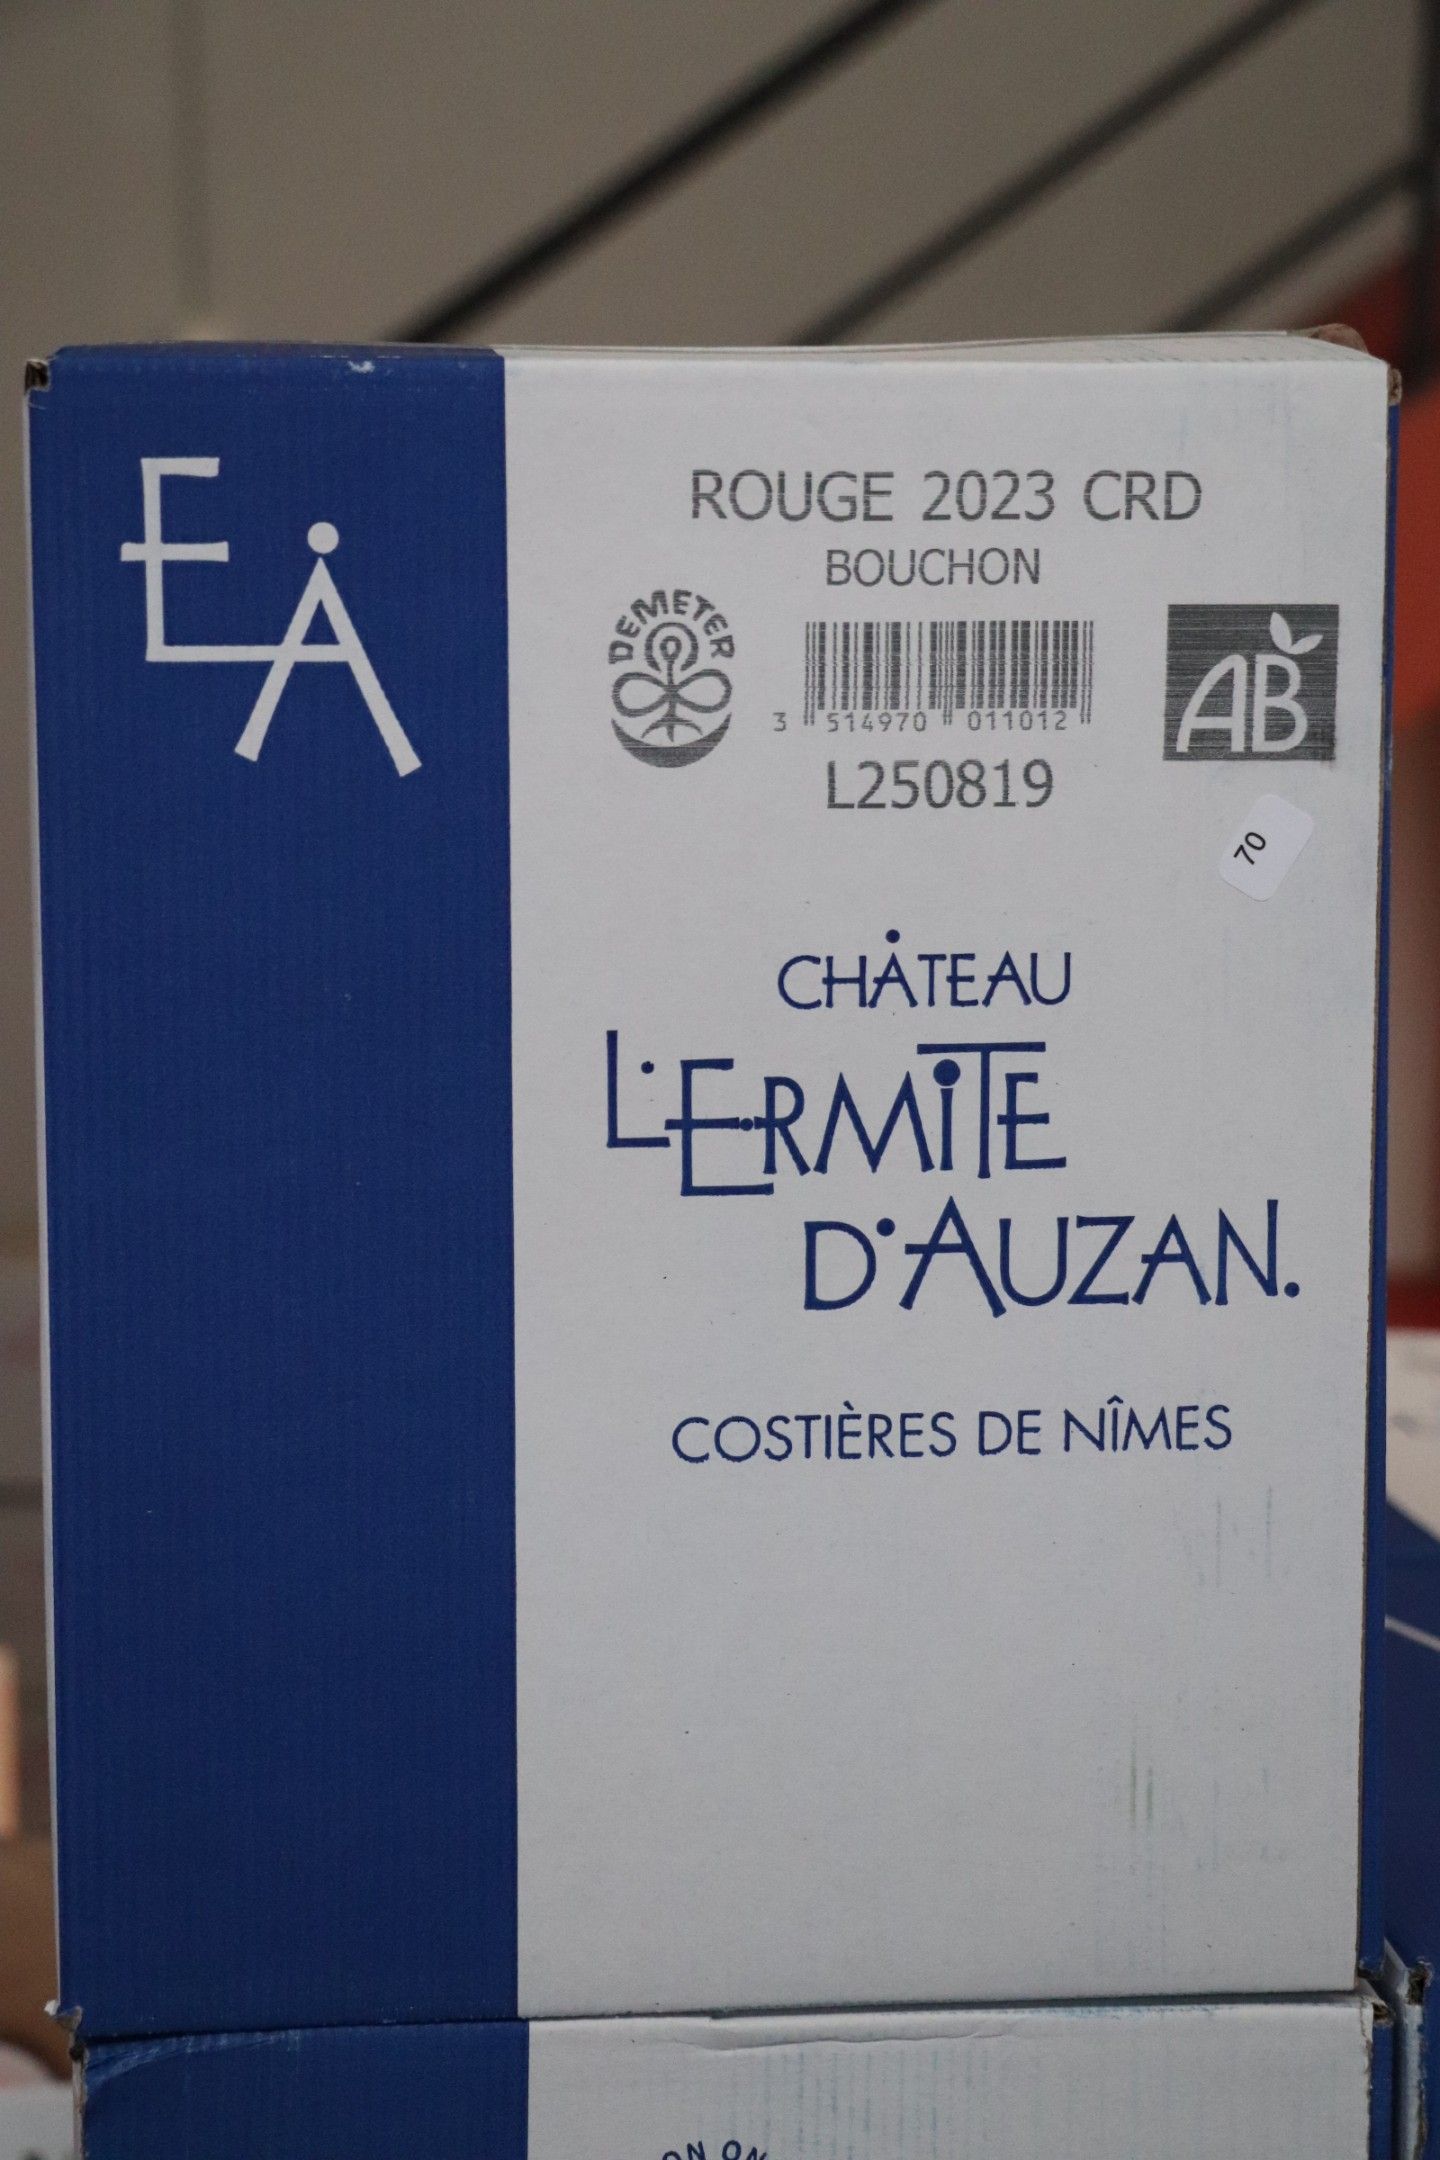 EA
ROUGE 2023 CRD
BOUCHON
DEMETER
3 514970 011012
AB
L250819
70
CHÂTEAU
L'ERMITE
D'AUZAN.
COSTIÈRES DE NÎMES